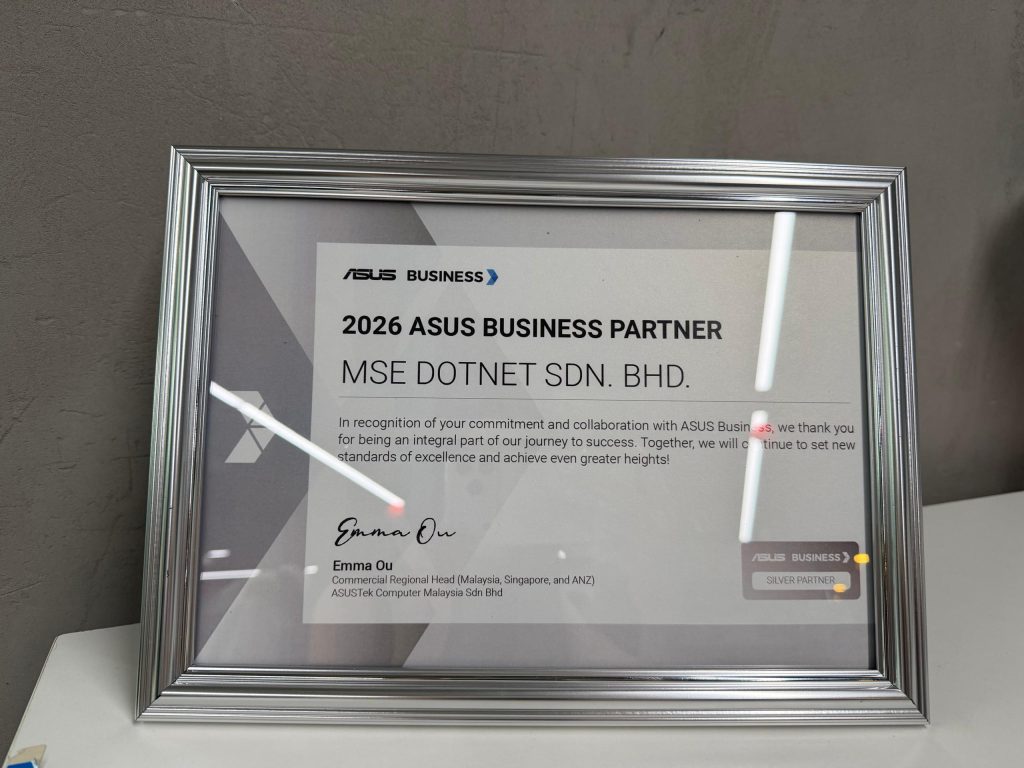 ASUS BUSINESS
2026 ASUS BUSINESS PARTNER
MSE DOTNET SDN. BHD.
In recognition of your commitment and collaboration with ASUS Business, we thank you
for being an integral part of our journey to success. Together, we will continue to set new
standards of excellence and achieve even greater heights!
Emma Ou
Emma Ou
Commercial Regional Head (Malaysia, Singapore, and ANZ)
ASUSTek Computer Malaysia Sdn Bhd
ASUS BUSINESS
SILVER PARTNER